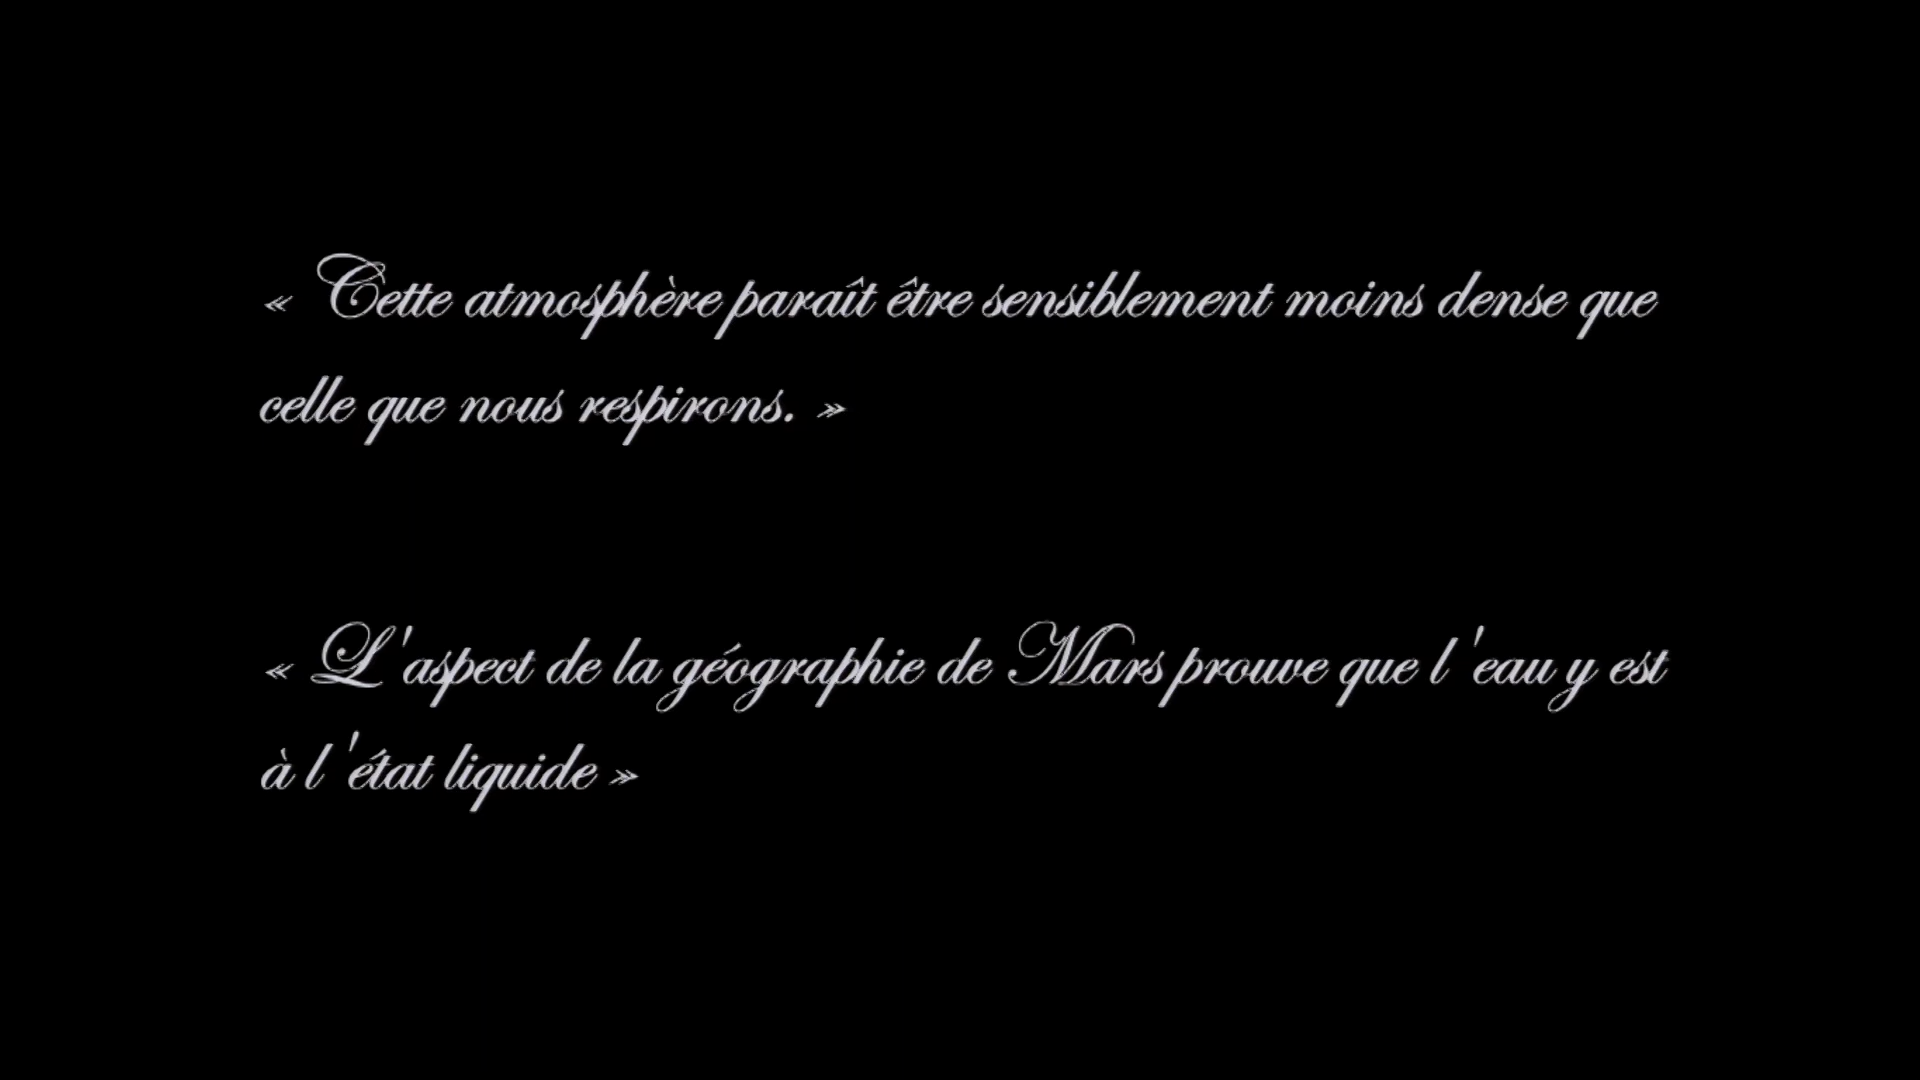 « Cette atmosphère paraît être sensiblement moins dense que
celle que nous respirons. »
« L'aspect de la géographie de Mars prouve que l'eau y est
à l'état liquide »